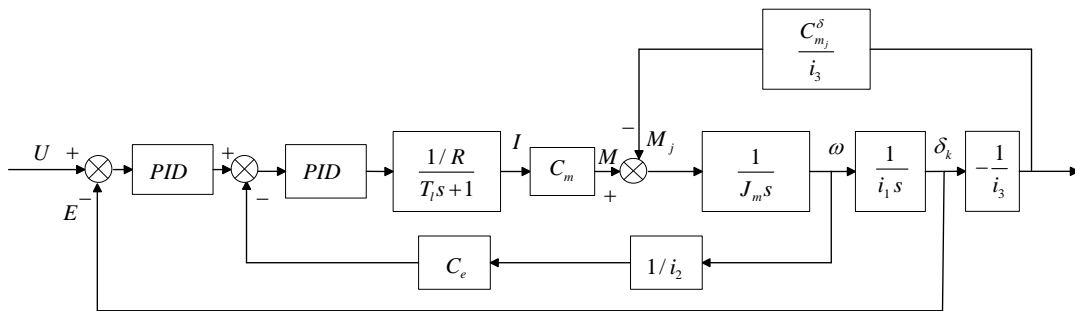 C_{m_j}^{δ}
i_3
U + PID + PID 1/R I C_m M − M_j 1 ω 1 δ_k − 1
T_l s+1 + J_m s i_1 s i_3
E − −
C_e 1/i_2